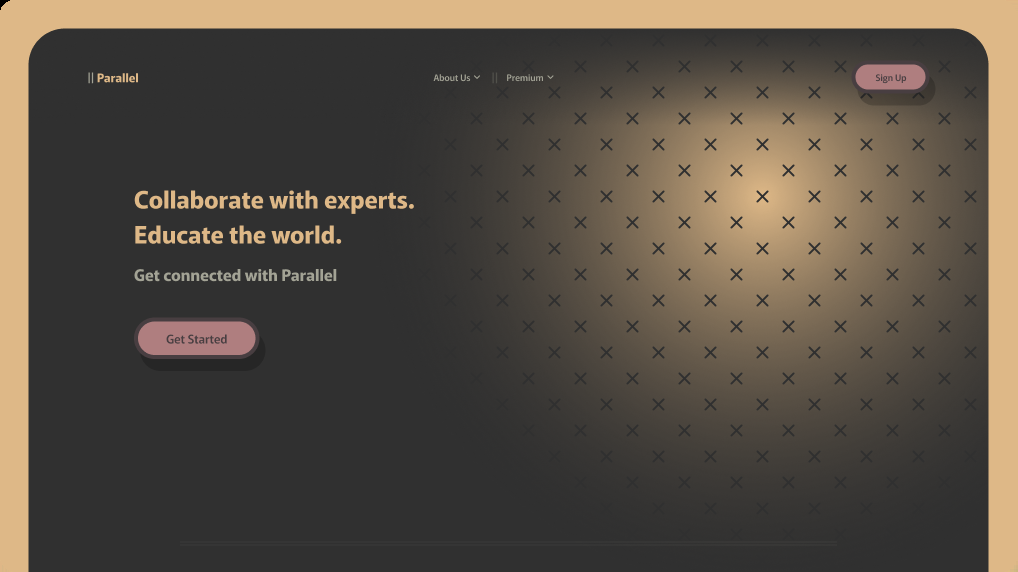 || Parallel
About Us
||
Premium
Sign Up
Collaborate with experts.
Educate the world.
Get connected with Parallel
Get Started